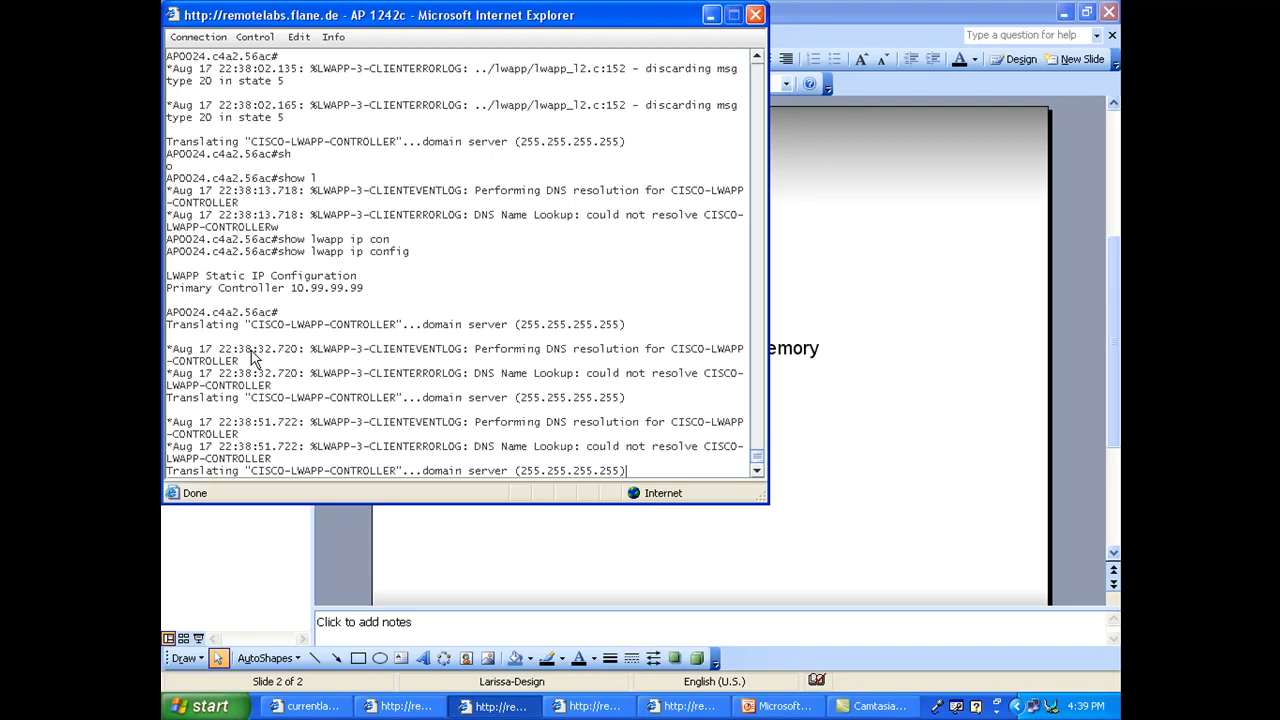 http://remotelabs.flane.de - AP 1242c - Microsoft Internet Explorer
Connection Control Edit Info
AP0024.c4a2.56ac#
*Aug 17 22:38:02.135: %LWAPP-3-CLIENTERRORLOG: ../lwapp/lwapp_l2.c:152 - discarding msg
type 20 in state 5
*Aug 17 22:38:02.165: %LWAPP-3-CLIENTERRORLOG: ../lwapp/lwapp_l2.c:152 - discarding msg
type 20 in state 5
Translating "CISCO-LWAPP-CONTROLLER"...domain server (255.255.255.255)
AP0024.c4a2.56ac#sh
o
AP0024.c4a2.56ac#show l
*Aug 17 22:38:13.718: %LWAPP-3-CLIENTEVENTLOG: Performing DNS resolution for CISCO-LWAPP
-CONTROLLER
*Aug 17 22:38:13.718: %LWAPP-3-CLIENTERRORLOG: DNS Name Lookup: could not resolve CISCO-
LWAPP-CONTROLLERw
AP0024.c4a2.56ac#show lwapp ip con
AP0024.c4a2.56ac#show lwapp ip config
LWAPP Static IP Configuration
Primary Controller 10.99.99.99
AP0024.c4a2.56ac#
Translating "CISCO-LWAPP-CONTROLLER"...domain server (255.255.255.255)
*Aug 17 22:38:32.720: %LWAPP-3-CLIENTEVENTLOG: Performing DNS resolution for CISCO-LWAPP
-CONTROLLER
*Aug 17 22:38:32.720: %LWAPP-3-CLIENTERRORLOG: DNS Name Lookup: could not resolve CISCO-
LWAPP-CONTROLLER
Translating "CISCO-LWAPP-CONTROLLER"...domain server (255.255.255.255)
*Aug 17 22:38:51.722: %LWAPP-3-CLIENTEVENTLOG: Performing DNS resolution for CISCO-LWAPP
-CONTROLLER
*Aug 17 22:38:51.722: %LWAPP-3-CLIENTERRORLOG: DNS Name Lookup: could not resolve CISCO-
LWAPP-CONTROLLER
Translating "CISCO-LWAPP-CONTROLLER"...domain server (255.255.255.255)
Done Internet
Type a question for help
Design New Slide
emory
Click to add notes
Draw AutoShapes
Slide 2 of 2 Larissa-Design English (U.S.)
start currentla... http://re... http://re... http://re... http://re... Microsoft... Camtasia... 4:39 PM